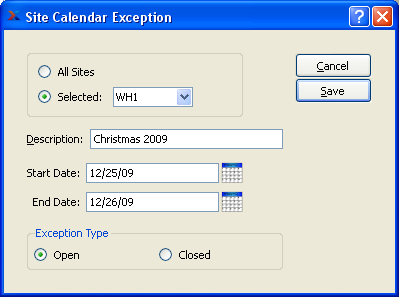 Site Calendar Exception
All Sites
Cancel
Selected: WH1
Save
Description: Christmas 2009
Start Date: 12/25/09
End Date: 12/26/09
Exception Type
Open Closed